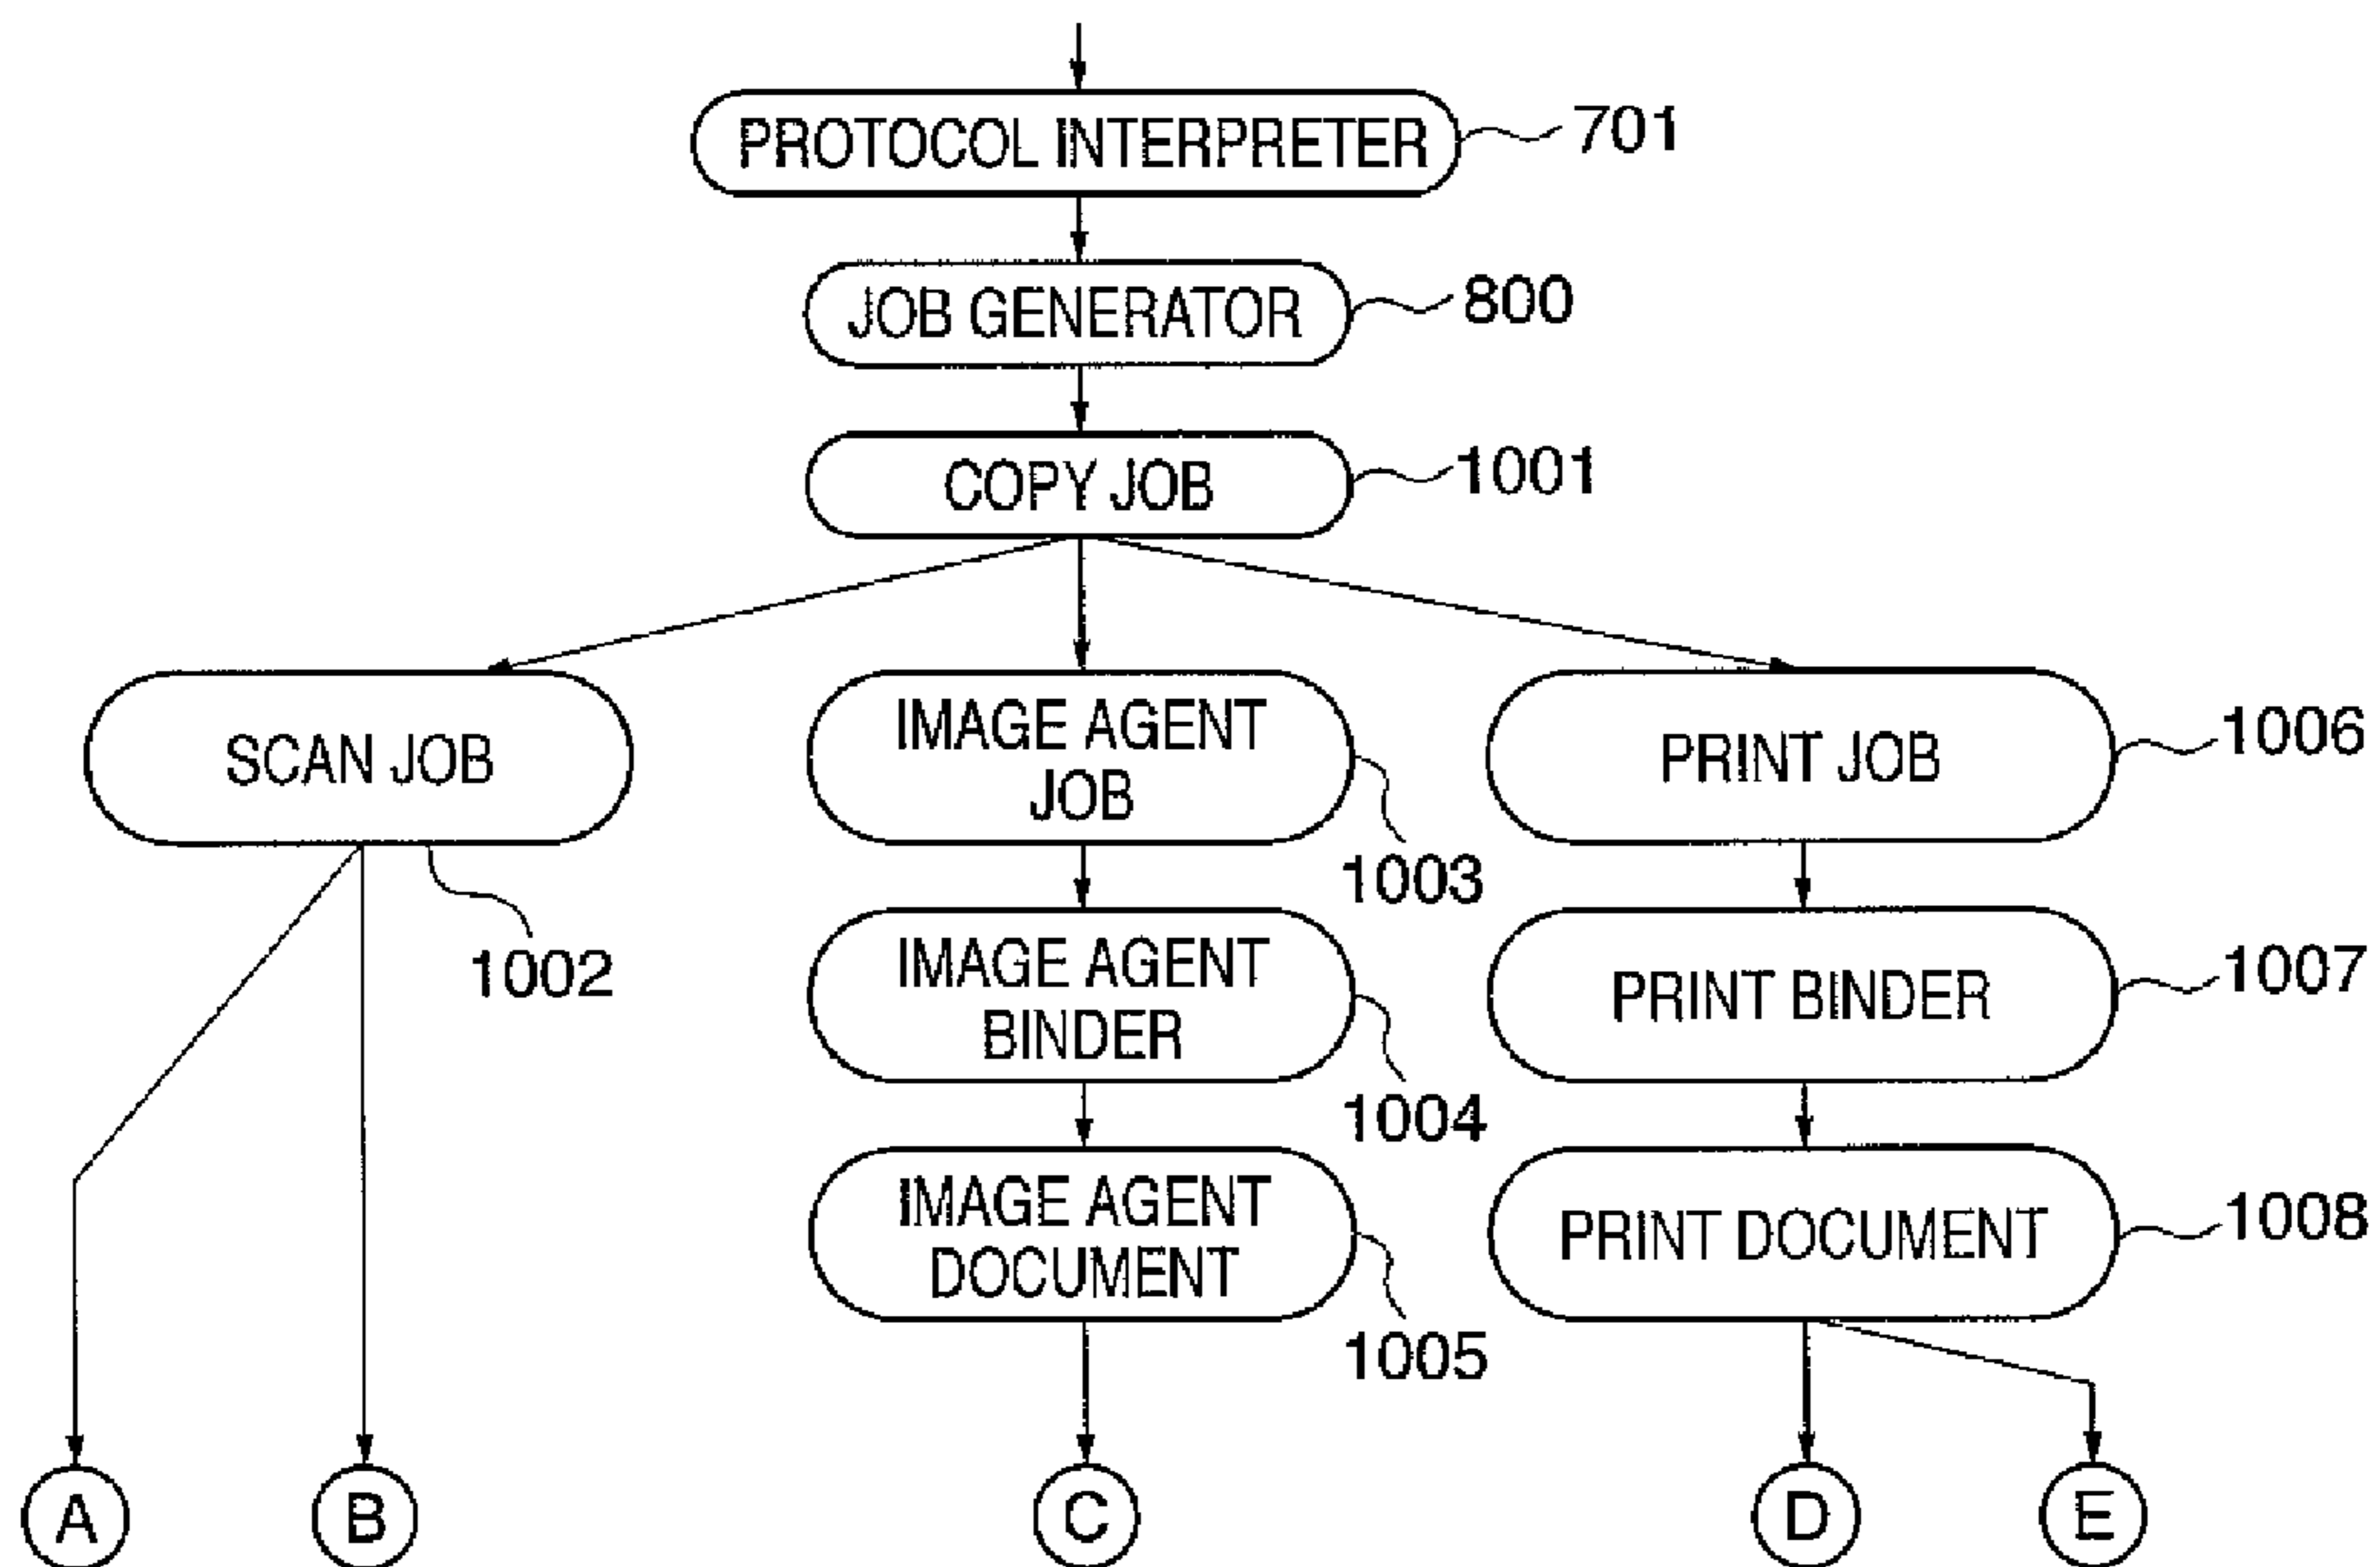 PROTOCOL INTERPRETER
701
JOB GENERATOR
800
COPY JOB
1001
SCAN JOB
1002
IMAGE AGENT
JOB
1003
PRINT JOB
1006
IMAGE AGENT
BINDER
1004
PRINT BINDER
1007
IMAGE AGENT
DOCUMENT
1005
PRINT DOCUMENT
1008
A
B
C
D
E